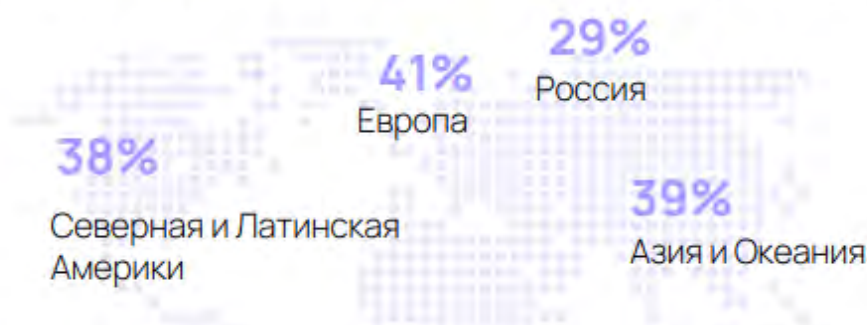 29%
Россия
41%
Европа
38%
Северная и Латинская
Америки
39%
Азия и Океания